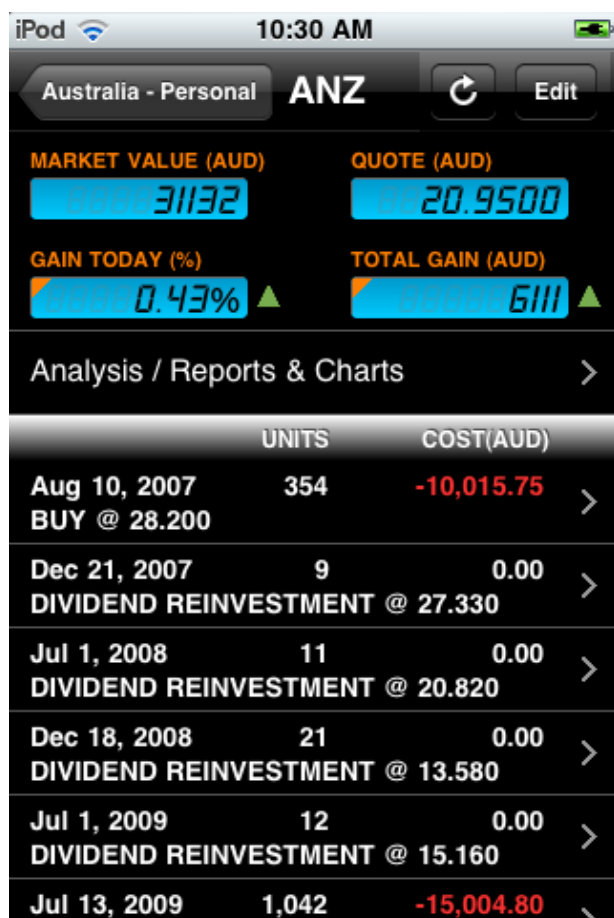 iPod 10:30 AM
Australia - Personal ANZ Edit
MARKET VALUE (AUD) QUOTE (AUD)
31132 20.9500
GAIN TODAY (%) TOTAL GAIN (AUD)
0.43% 6111
Analysis / Reports & Charts
UNITS COST(AUD)
Aug 10, 2007 354 -10,015.75
BUY @ 28.200
Dec 21, 2007 9 0.00
DIVIDEND REINVESTMENT @ 27.330
Jul 1, 2008 11 0.00
DIVIDEND REINVESTMENT @ 20.820
Dec 18, 2008 21 0.00
DIVIDEND REINVESTMENT @ 13.580
Jul 1, 2009 12 0.00
DIVIDEND REINVESTMENT @ 15.160
Jul 13, 2009 1,042 -15,004.80